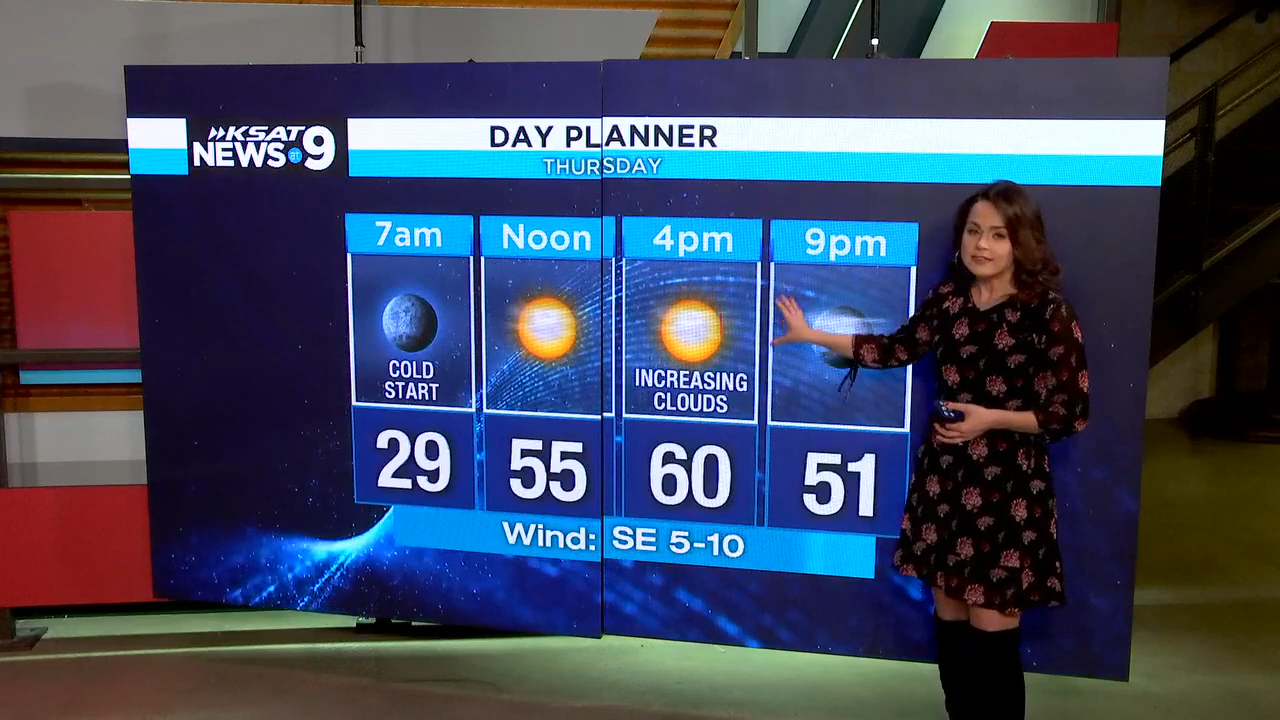 KSAT
NEWS at 9
DAY PLANNER
THURSDAY
7am
Noon
4pm
9pm
COLD
START
INCREASING
CLOUDS
29
55
60
51
Wind: SE 5-10